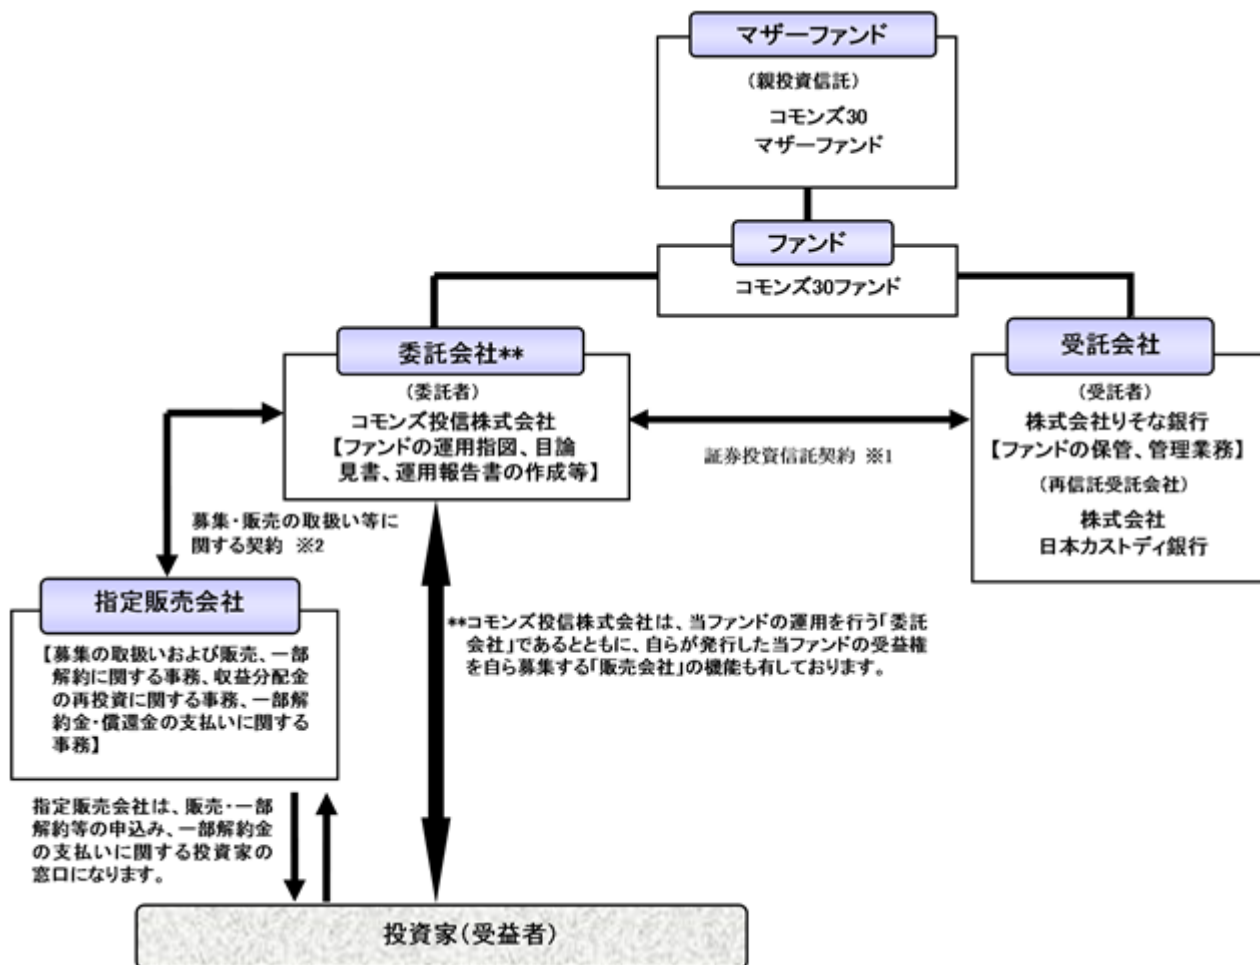 マザーファンド
(親投資信託)
コモンズ30
マザーファンド
ファンド
コモンズ30ファンド
委託会社**
(委託者)
コモンズ投信株式会社
【ファンドの運用指図、目論
見書、運用報告書の作成等】
証券投資信託契約 ※1
受託会社
(受託者)
株式会社りそな銀行
【ファンドの保管、管理業務】
(再信託受託会社)
株式会社
日本カストディ銀行
募集・販売の取扱い等に
関する契約 ※2
指定販売会社
【募集の取扱いおよび販売、一部
解約に関する事務、収益分配金
の再投資に関する事務、一部解
約金・償還金の支払いに関する
事務】
**コモンズ投信株式会社は、当ファンドの運用を行う「委託
会社」であるとともに、自らが発行した当ファンドの受益権
を自ら募集する「販売会社」の機能も有しております。
指定販売会社は、販売・一部
解約等の申込み、一部解約金
の支払いに関する投資家の
窓口になります。
投資家(受益者)